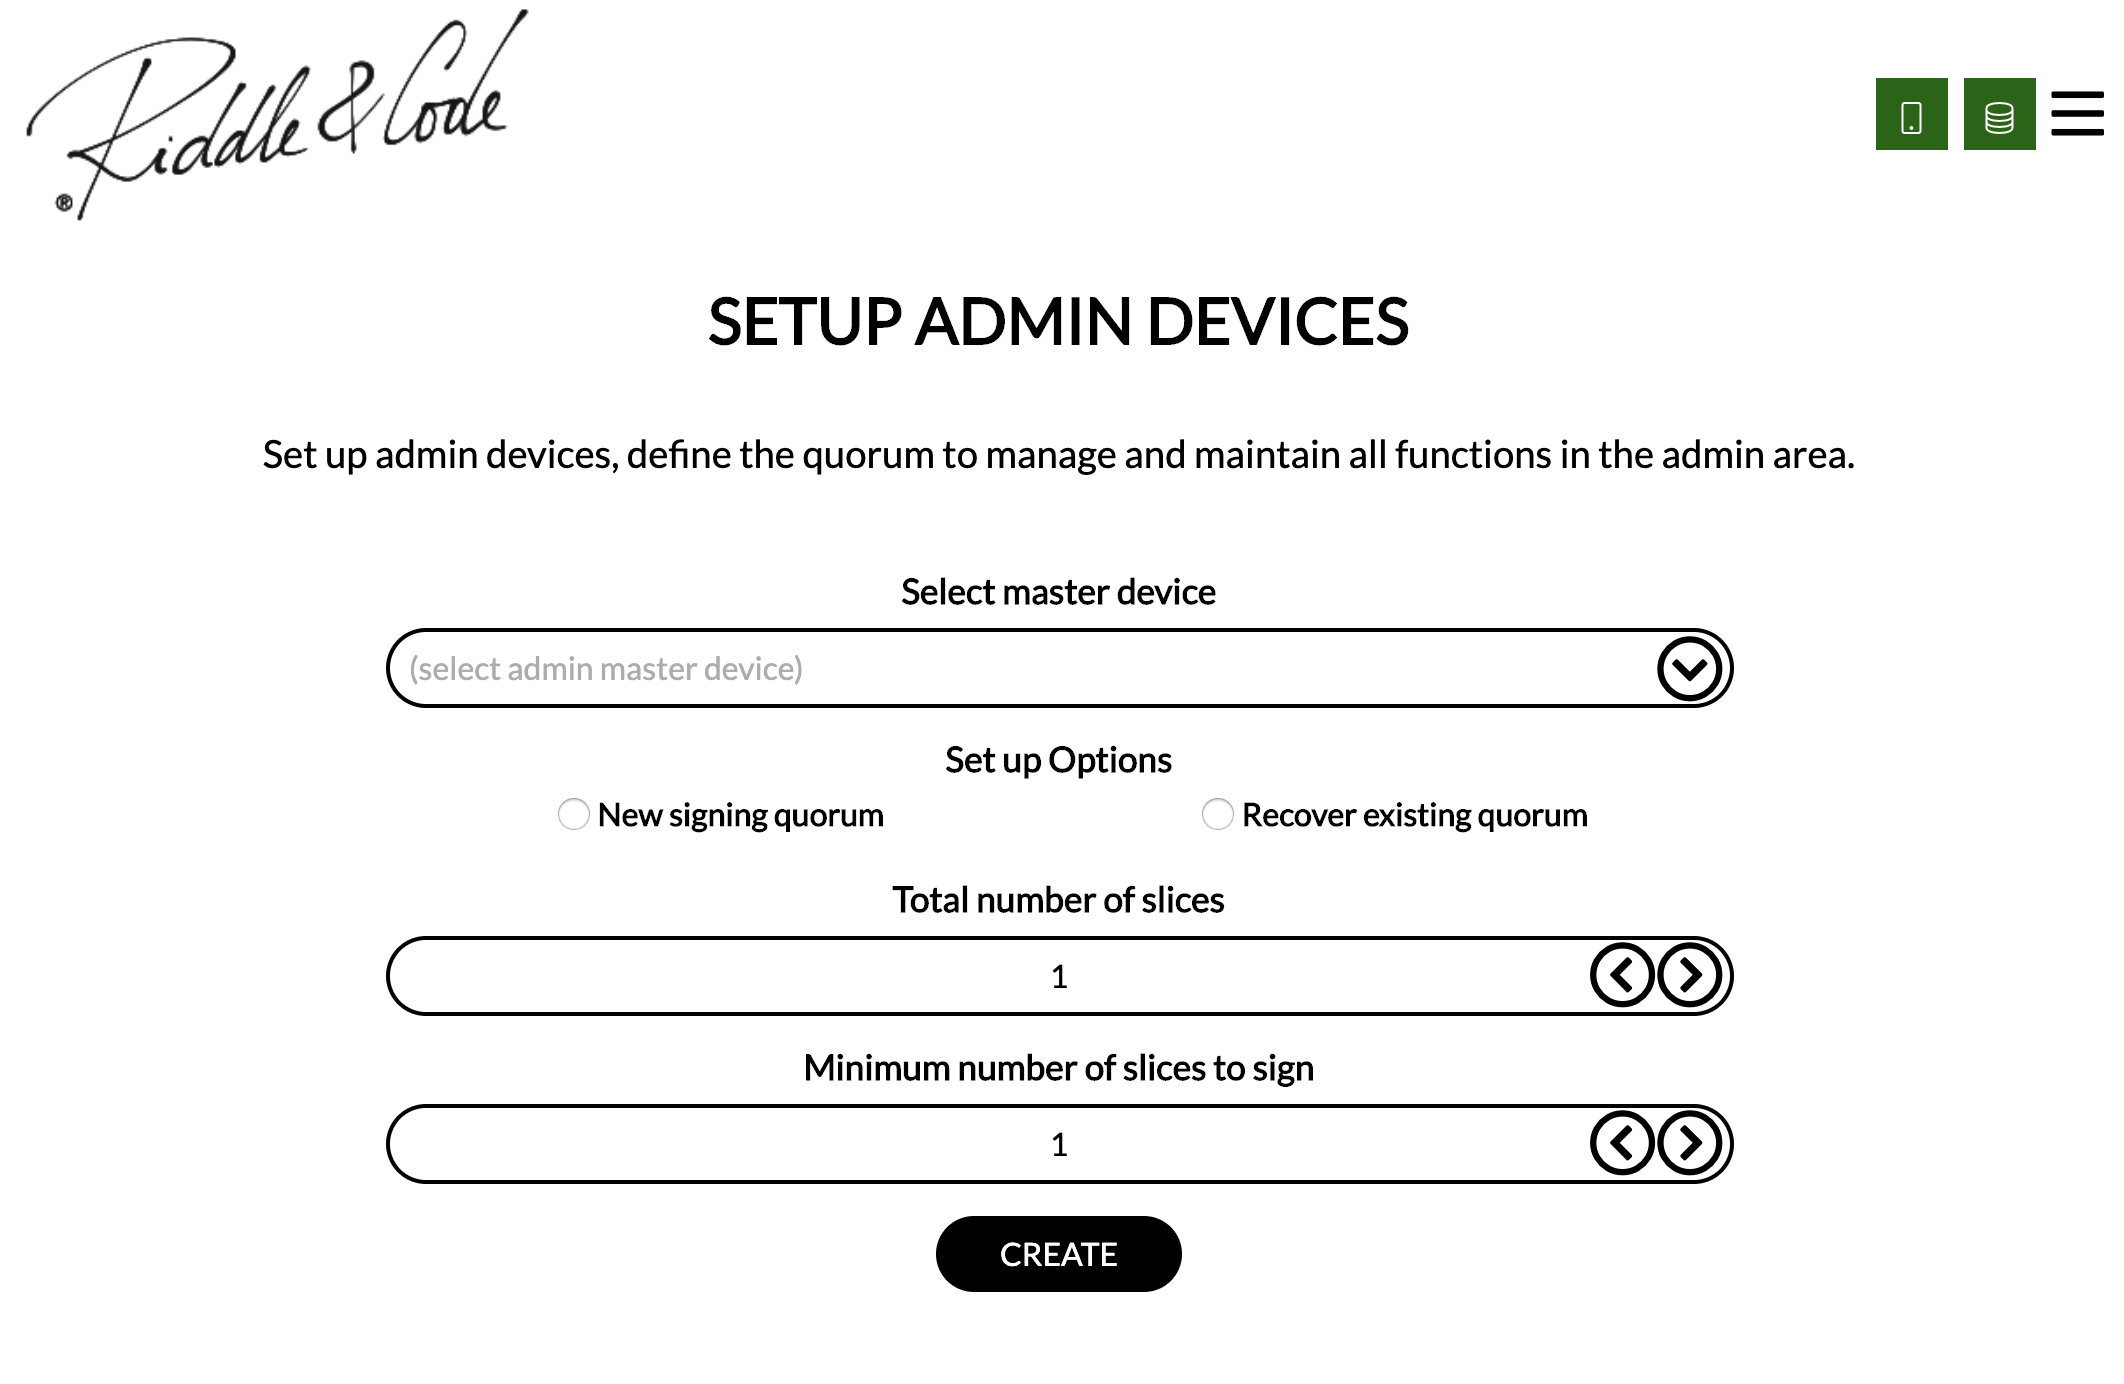 Riddle & Code
®
SETUP ADMIN DEVICES
Set up admin devices, define the quorum to manage and maintain all functions in the admin area.
Select master device
(select admin master device)
Set up Options
New signing quorum
Recover existing quorum
Total number of slices
1
Minimum number of slices to sign
1
CREATE